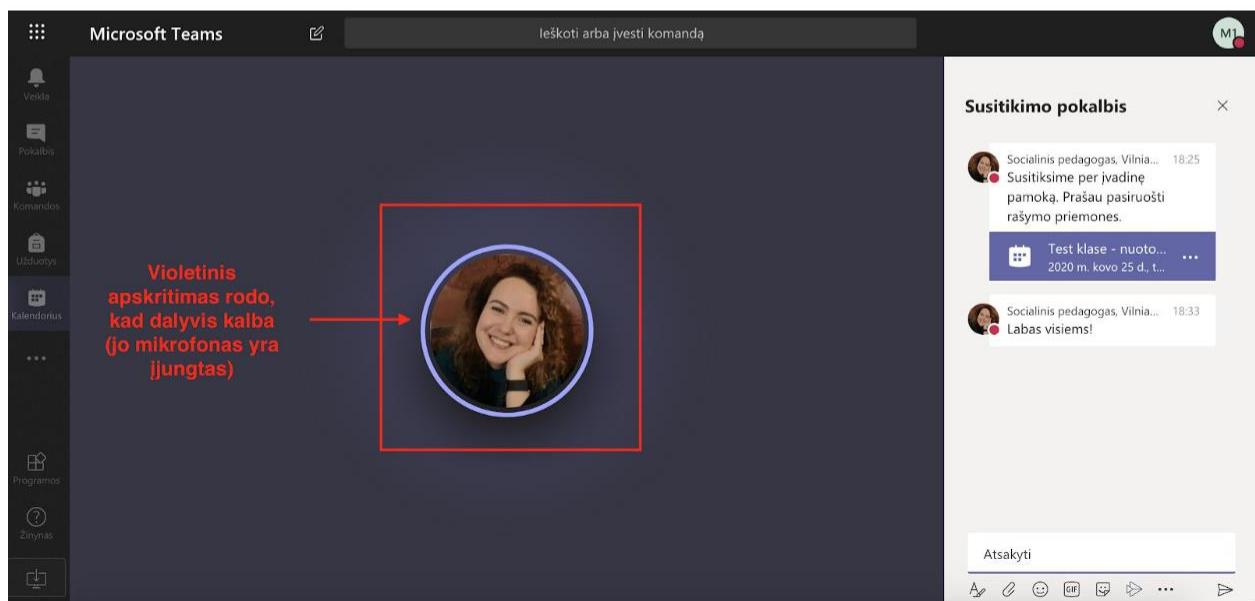 Microsoft Teams
Ieškoti arba įvesti komandą
M1
Veikla
Pokalbis
Komandos
Užduotys
Kalendorius
Programos
Žinynas
Violetinis
apskritimas rodo,
kad dalyvis kalba
(jo mikrofonas yra
įjungtas)
Susitikimo pokalbis
Socialinis pedagogas, Vilnia... 18:25
Susitiksime per įvadinę
pamoką. Prašau pasiruošti
rašymo priemones.
Test klase - nuoto...
2020 m. kovo 25 d., t...
Socialinis pedagogas, Vilnia... 18:33
Labas visiems!
Atsakyti
GIF